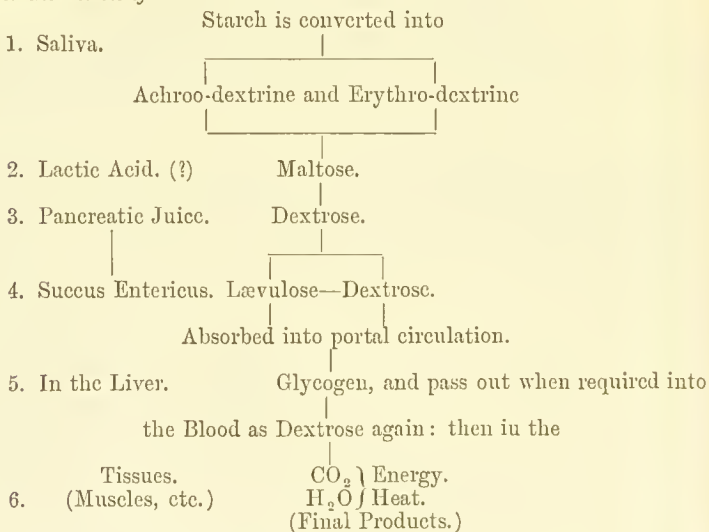 Starch is converted into
1. Saliva.
Achroo-dextrine and Erythro-dextrine
2. Lactic Acid. (?) Maltose.
3. Pancreatic Juice. Dextrose.
4. Succus Entericus. Lævulose—Dextrose.
Absorbed into portal circulation.
5. In the Liver. Glycogen, and pass out when required into
the Blood as Dextrose again: then iu the
Tissues. CO₂ } Energy.
6. (Muscles, etc.) H₂O } Heat.
(Final Products.)